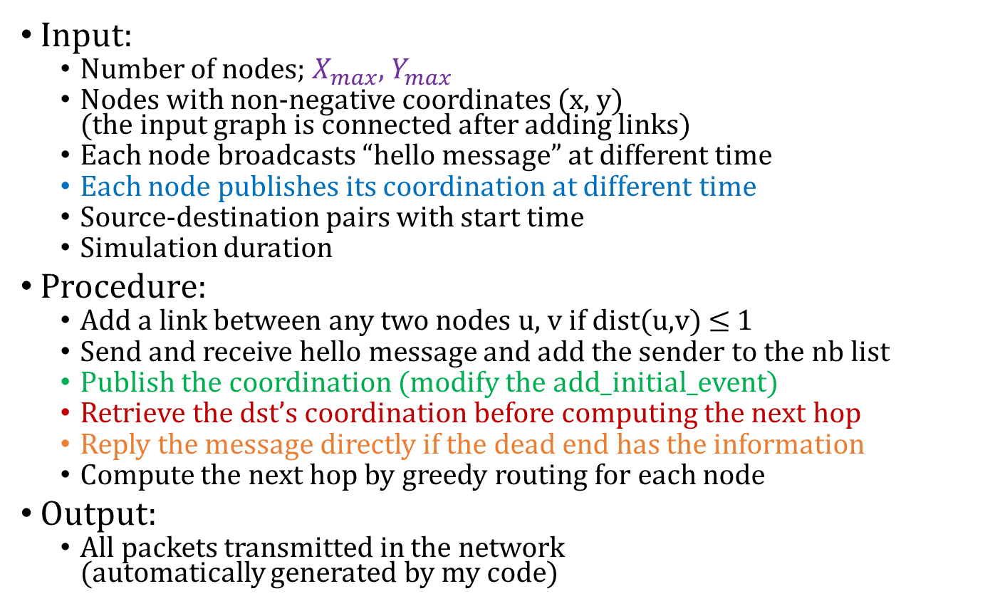 • Input:
• Number of nodes; X_max, Y_max
• Nodes with non-negative coordinates (x, y)
(the input graph is connected after adding links)
• Each node broadcasts “hello message” at different time
• Each node publishes its coordination at different time
• Source-destination pairs with start time
• Simulation duration
• Procedure:
• Add a link between any two nodes u, v if dist(u,v) ≤ 1
• Send and receive hello message and add the sender to the nb list
• Publish the coordination (modify the add_initial_event)
• Retrieve the dst’s coordination before computing the next hop
• Reply the message directly if the dead end has the information
• Compute the next hop by greedy routing for each node
• Output:
• All packets transmitted in the network
(automatically generated by my code)